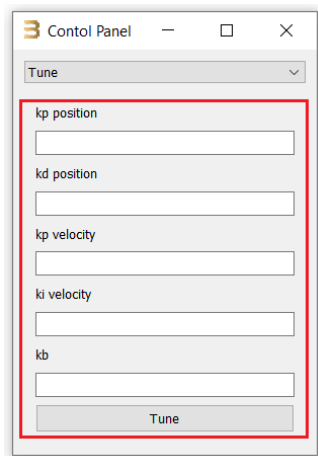 Contol Panel
Tune
kp position
kd position
kp velocity
ki velocity
kb
Tune